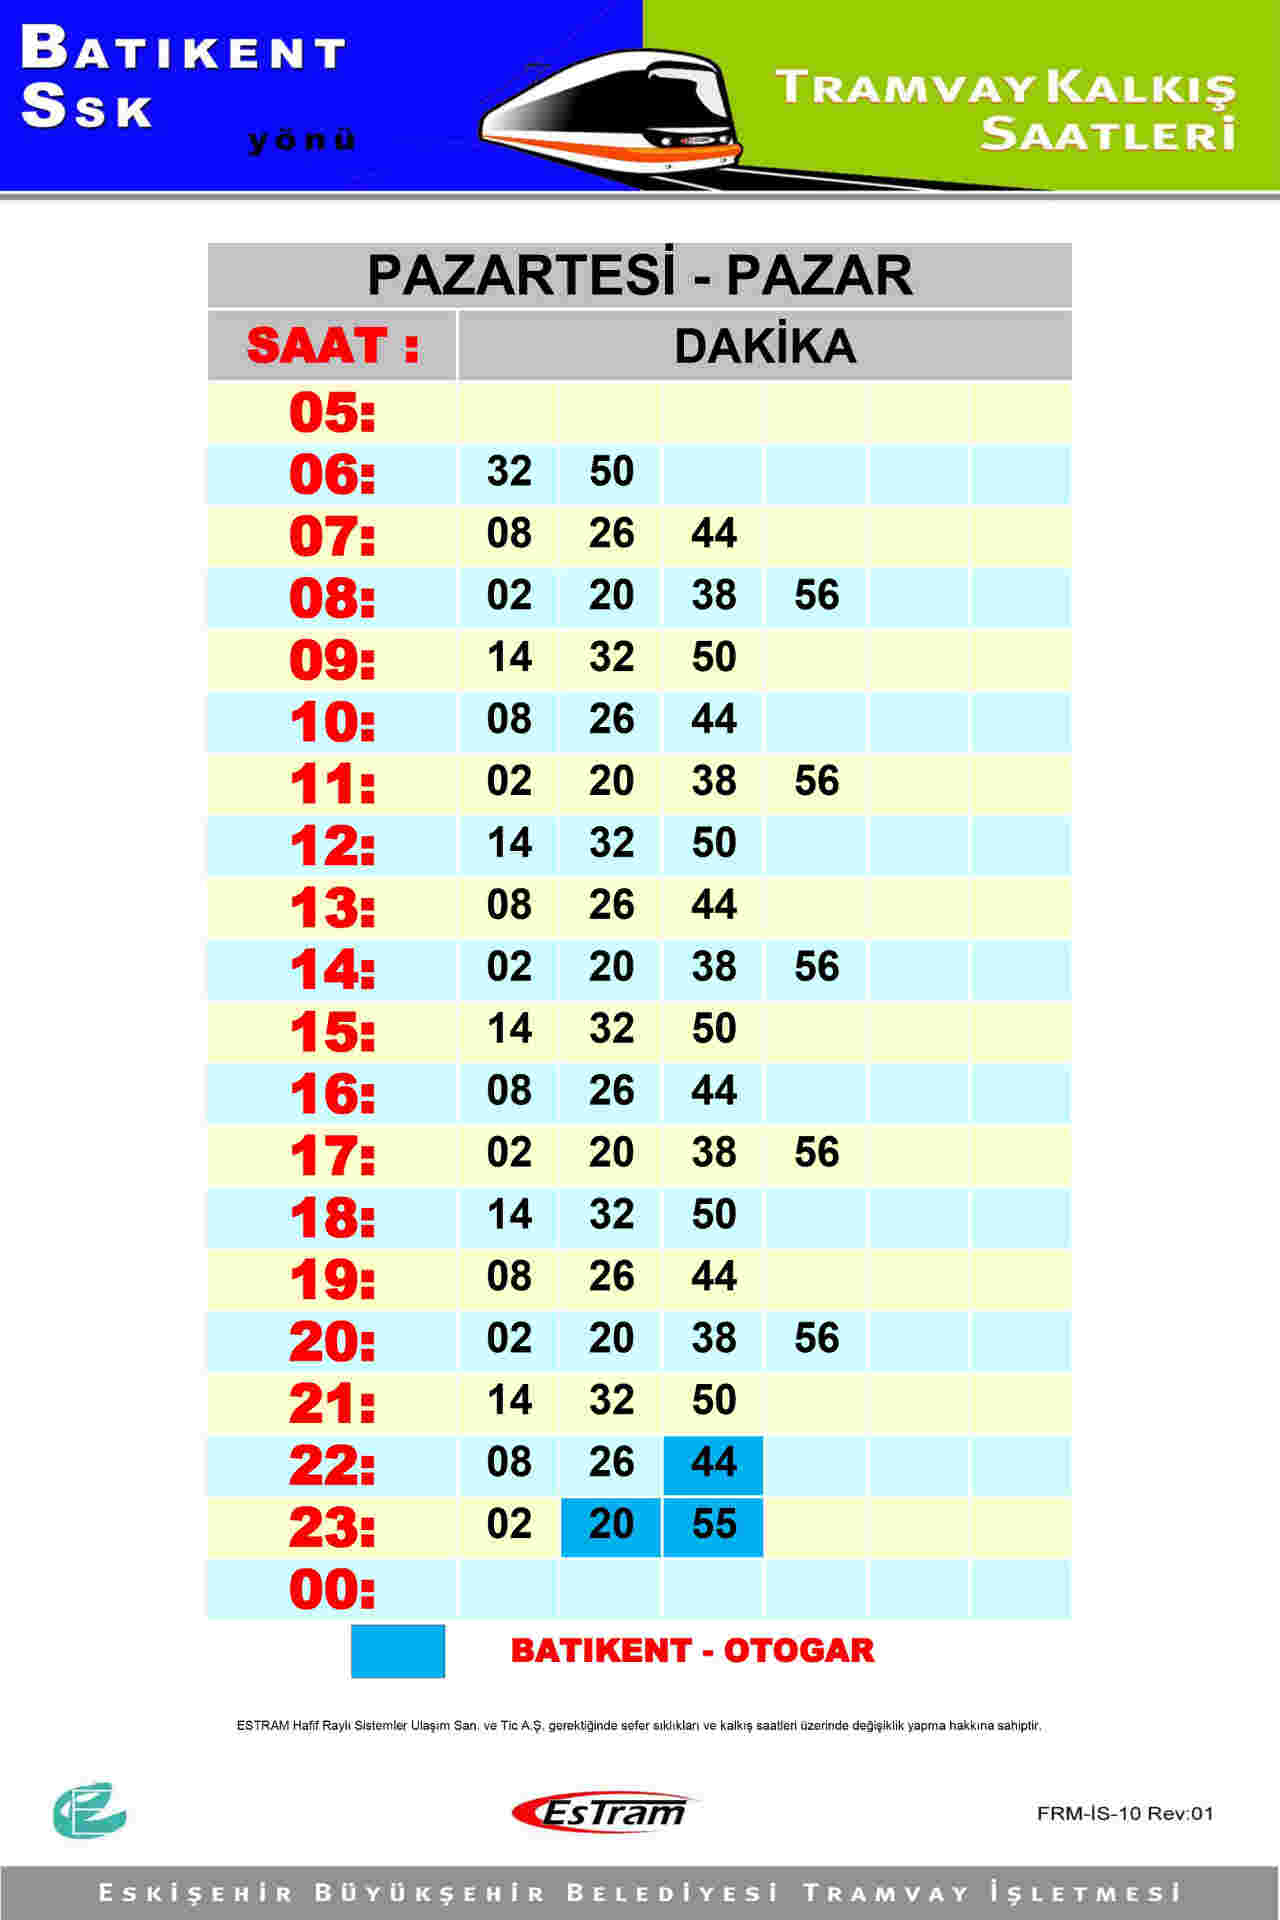 BATIKENT
SSK
yönü
TRAMVAY KALKIŞ
SAATLERİ
PAZARTESİ - PAZAR
SAAT : DAKİKA
05:
06: 32 50
07: 08 26 44
08: 02 20 38 56
09: 14 32 50
10: 08 26 44
11: 02 20 38 56
12: 14 32 50
13: 08 26 44
14: 02 20 38 56
15: 14 32 50
16: 08 26 44
17: 02 20 38 56
18: 14 32 50
19: 08 26 44
20: 02 20 38 56
21: 14 32 50
22: 08 26 44
23: 02 20 55
00:
BATIKENT - OTOGAR
ESTRAM Hafif Raylı Sistemler Ulaşım San. ve Tic A.Ş. gerektiğinde sefer sıklıkları ve kalkış saatleri üzerinde değişiklik yapma hakkına sahiptir.
EsTram
FRM-İS-10 Rev:01
ESKİŞEHİR BÜYÜKŞEHİR BELEDİYESİ TRAMVAY İŞLETMESİ